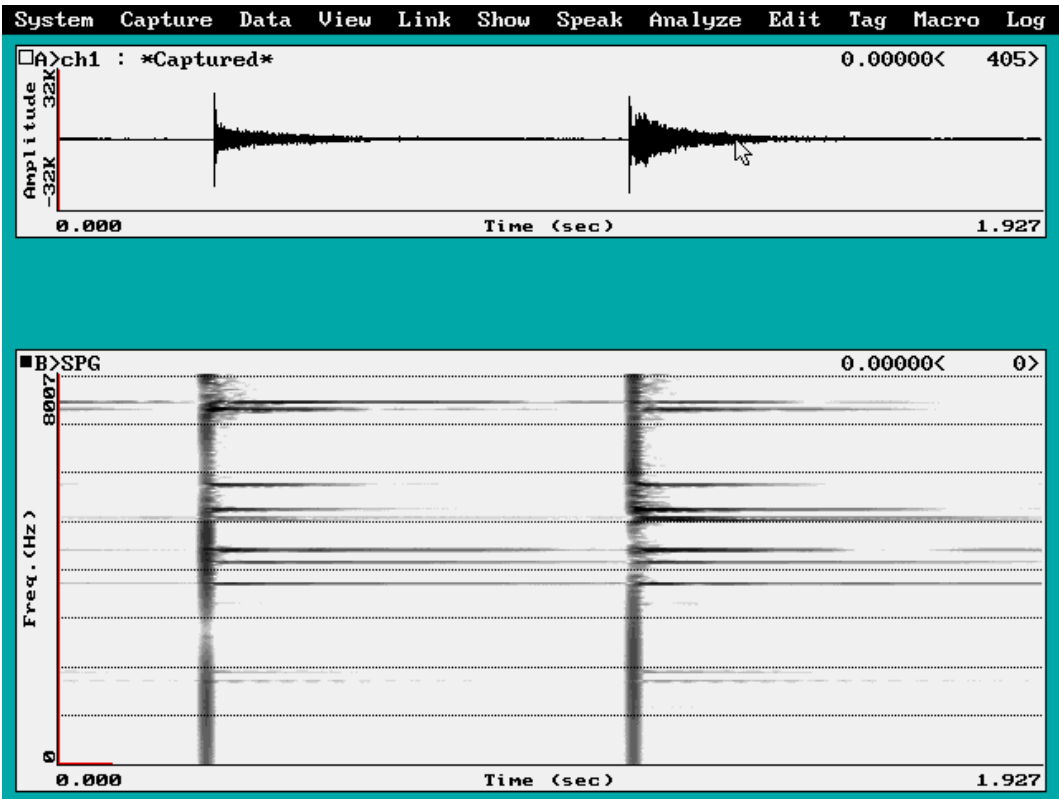 System Capture Data View Link Show Speak Analyze Edit Tag Macro Log
A>ch1 : *Captured* 0.00000< 405>
Amplitude
32K
-32K
0.000 Time (sec) 1.927
B>SPG 0.00000< 0>
8007
Freq.(Hz)
0
0.000 Time (sec) 1.927